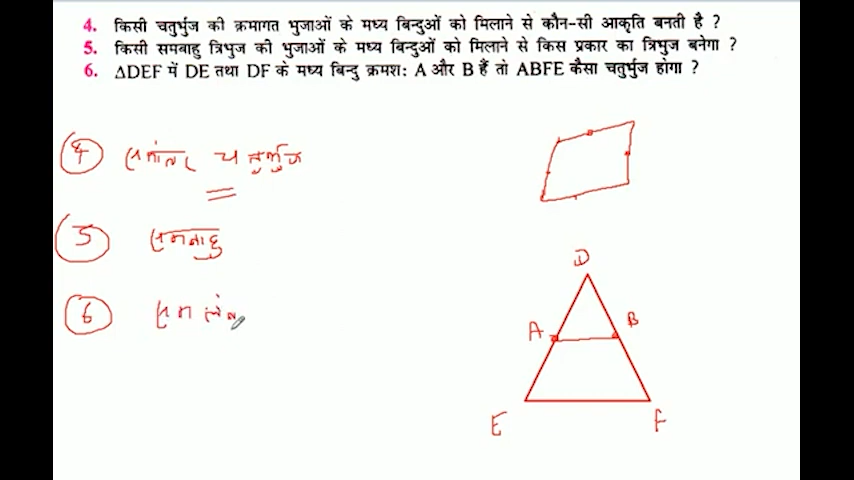 4. किसी चतुर्भुज की क्रमागत भुजाओं के मध्य बिन्दुओं को मिलाने से कौन-सी आकृति बनती है ?
5. किसी समबाहु त्रिभुज की भुजाओं के मध्य बिन्दुओं को मिलाने से किस प्रकार का त्रिभुज बनेगा ?
6. ΔDEF में DE तथा DF के मध्य बिन्दु क्रमश: A और B हैं तो ABFE कैसा चतुर्भुज होगा ?
4 समांतर चतुर्भुज
5 समबाहु
6 समलंब
D
A B
E F